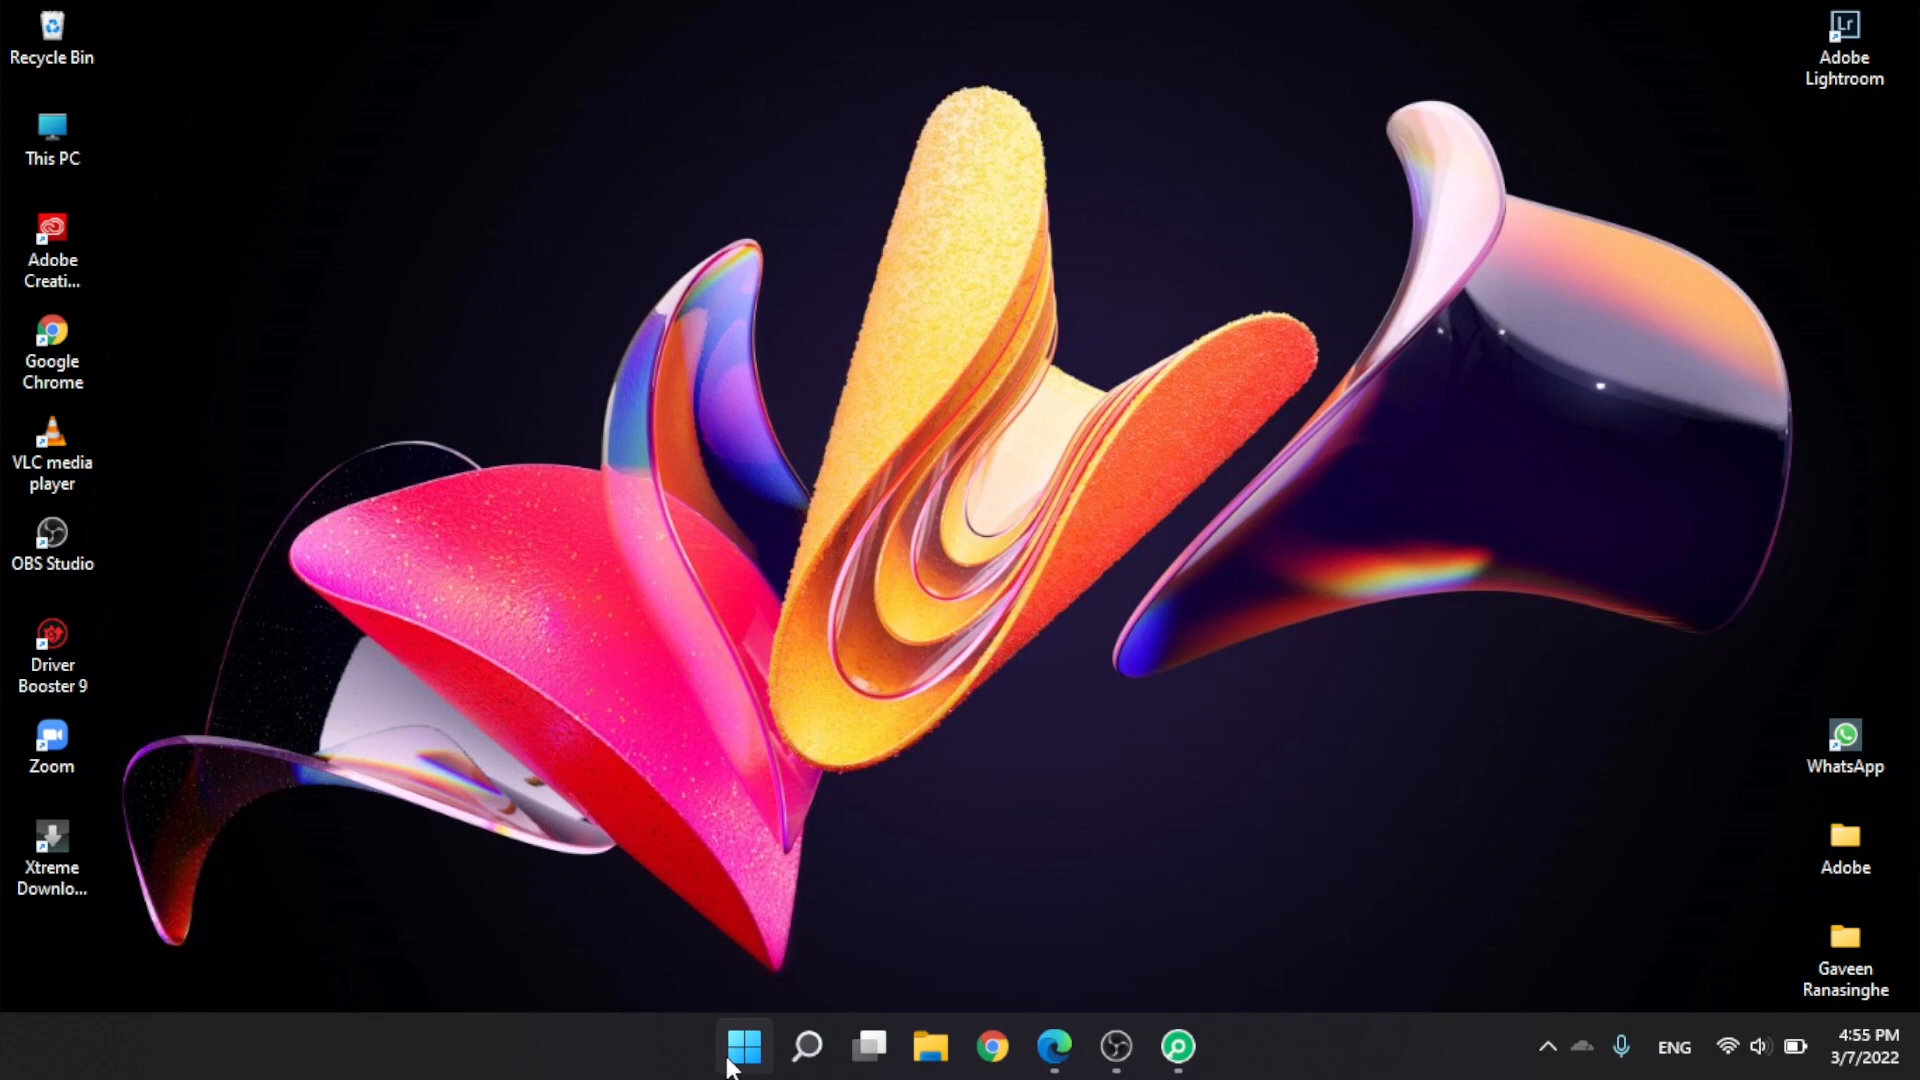 Recycle Bin
This PC
Adobe
Creati...
Google
Chrome
VLC media
player
OBS Studio
Driver
Booster 9
Zoom
Xtreme
Downlo...
Lr
Adobe
Lightroom
WhatsApp
Adobe
Gaveen
Ranasinghe
ENG
4:55 PM
3/7/2022